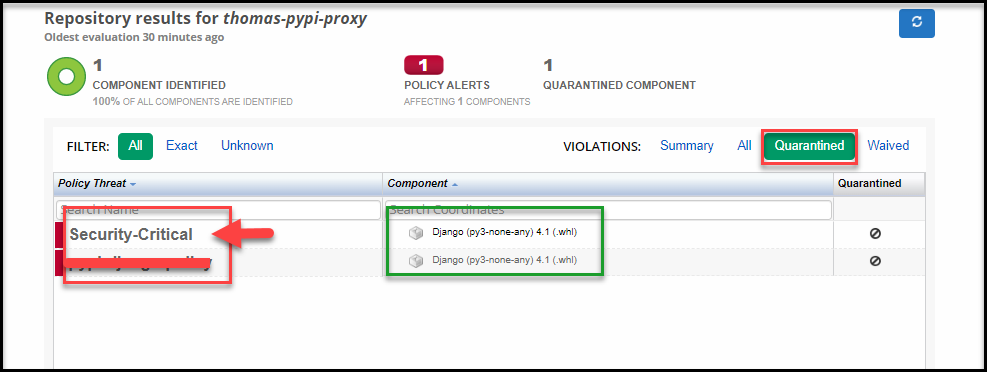 Repository results for thomas-pypi-proxy
Oldest evaluation 30 minutes ago
1
COMPONENT IDENTIFIED
100% OF ALL COMPONENTS ARE IDENTIFIED
1
POLICY ALERTS
AFFECTING 1 COMPONENTS
1
QUARANTINED COMPONENT
FILTER: All Exact Unknown
VIOLATIONS: Summary All Quarantined Waived
Policy Threat Component Quarantined
Search Name Search Coordinates
Security-Critical Django (py3-none-any) 4.1 (.whl)
Django (py3-none-any) 4.1 (.whl)